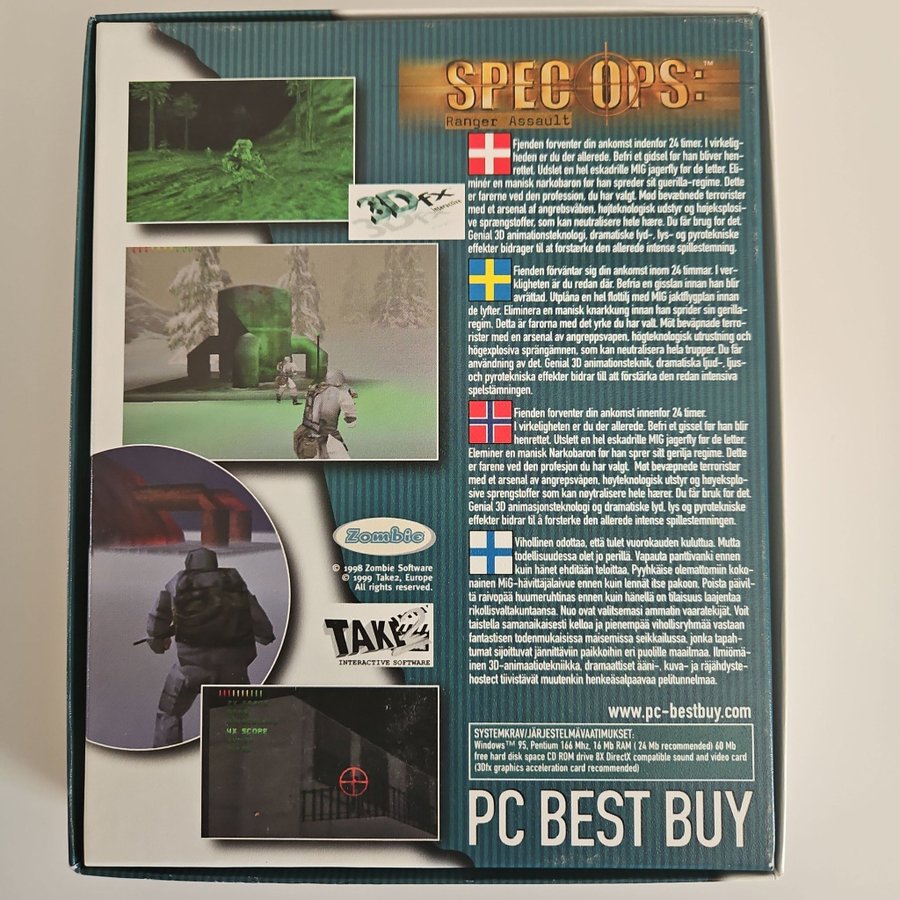 SPEC OPS:™
Ranger Assault
Fjenden forventer din ankomst indenfor 24 timer. I virkelig-
heden er du der allerede. Befri et gidsel før han bliver hen-
rettet. Udslet en hel eskadrille MIG jagerfly før de letter. Eli-
minér en manisk narkobaron før han spreder sit guerilla-regime. Dette
er farerne ved den profession, du har valgt. Mød bevæbnede terrorister
med et arsenal af angrebsvåben, højteknologisk udstyr og højeksplosi-
ve sprængstoffer, som kan neutralisere hele hære. Du får brug for det.
Genial 3D animationsteknologi, dramatiske lyd-, lys- og pyrotekniske
effekter bidrager til at forstærke den allerede intense spillestemning.
3Dfx
interactive
Fienden förväntar sig din ankomst inom 24 timmar. I ver-
kligheten är du redan där. Befria en gisslan innan han blir
avrättad. Utplåna en hel flottilj med MIG jaktflygplan innan
de lyfter. Eliminera en manisk knarkkung innan han sprider sin gerilla-
regim. Detta är farorna med det yrke du har valt. Möt beväpnade terro-
rister med en arsenal av angreppsvapen, högteknologisk utrustning och
högexplosiva sprängämnen, som kan neutralisera hela trupper. Du får
användning av det. Genial 3D animationsteknik, dramatiska ljud-, ljus-
och pyrotekniska effekter bidrar till att förstärka den redan intensiva
spelstämningen.
Fienden forventer din ankomst innenfor 24 timer.
I virkeligheten er du der allerede. Befri et gissel før han blir
henrettet. Utslett en hel eskadrille MIG jagerfly før de letter.
Eleminer en manisk Narkobaron før han sprer sitt gerilja regime. Dette
er farene ved den profesjon du har valgt. Møt bevæpnede terrorister
med et arsenal av angrepsvåpen, høyteknologisk utstyr og høyeksplo-
sive sprengstoffer som kan nøytralisere hele hærer. Du får bruk for det.
Genial 3D animasjonsteknologi og dramatiske lyd, lys og pyrotekniske
effekter bidrar til å forsterke den allerede intense spillestemningen.
Vihollinen odottaa, että tulet vuorokauden kuluttua. Mutta
todellisuudessa olet jo perillä. Vapauta panttivanki ennen
kuin hänet ehditään teloittaa. Pyyhkäise olemattomiin koko-
nainen MiG-hävittäjälaivue ennen kuin lennät itse pakoon. Poista päivil-
tä raivopää huumeruhtinas ennen kuin hänellä on tilaisuus laajentaa
rikollisvaltakuntaansa. Nuo ovat valitsemasi ammatin vaaratekijät. Voit
taistella samanaikaisesti kelloa ja pienempää vihollisryhmää vastaan
fantastisen todenmukaisissa maisemissa seikkailussa, jonka tapah-
tumat sijoittuvat jännittäviin paikkoihin eri puolille maailmaa. Ilmiömä-
inen 3D-animaatiotekniikka, dramaattiset ääni-, kuva- ja räjähdyste-
hosteet tiivistävät muutenkin henkeäsalpaavaa pelitunnelmaa.
Zombie
© 1998 Zombie Software
© 1999 Take2, Europe
All rights reserved.
TAKE 2
INTERACTIVE SOFTWARE
SCORE
www.pc-bestbuy.com
SYSTEMKRAV/JÄRJESTELMÄVAATIMUKSET:
Windows™ 95, Pentium 166 Mhz, 16 Mb RAM ( 24 Mb recommended) 60 Mb
free hard disk space CD ROM drive 8X DirectX compatible sound and video card
(3Dfx graphics acceleration card recommended)
PC BEST BUY